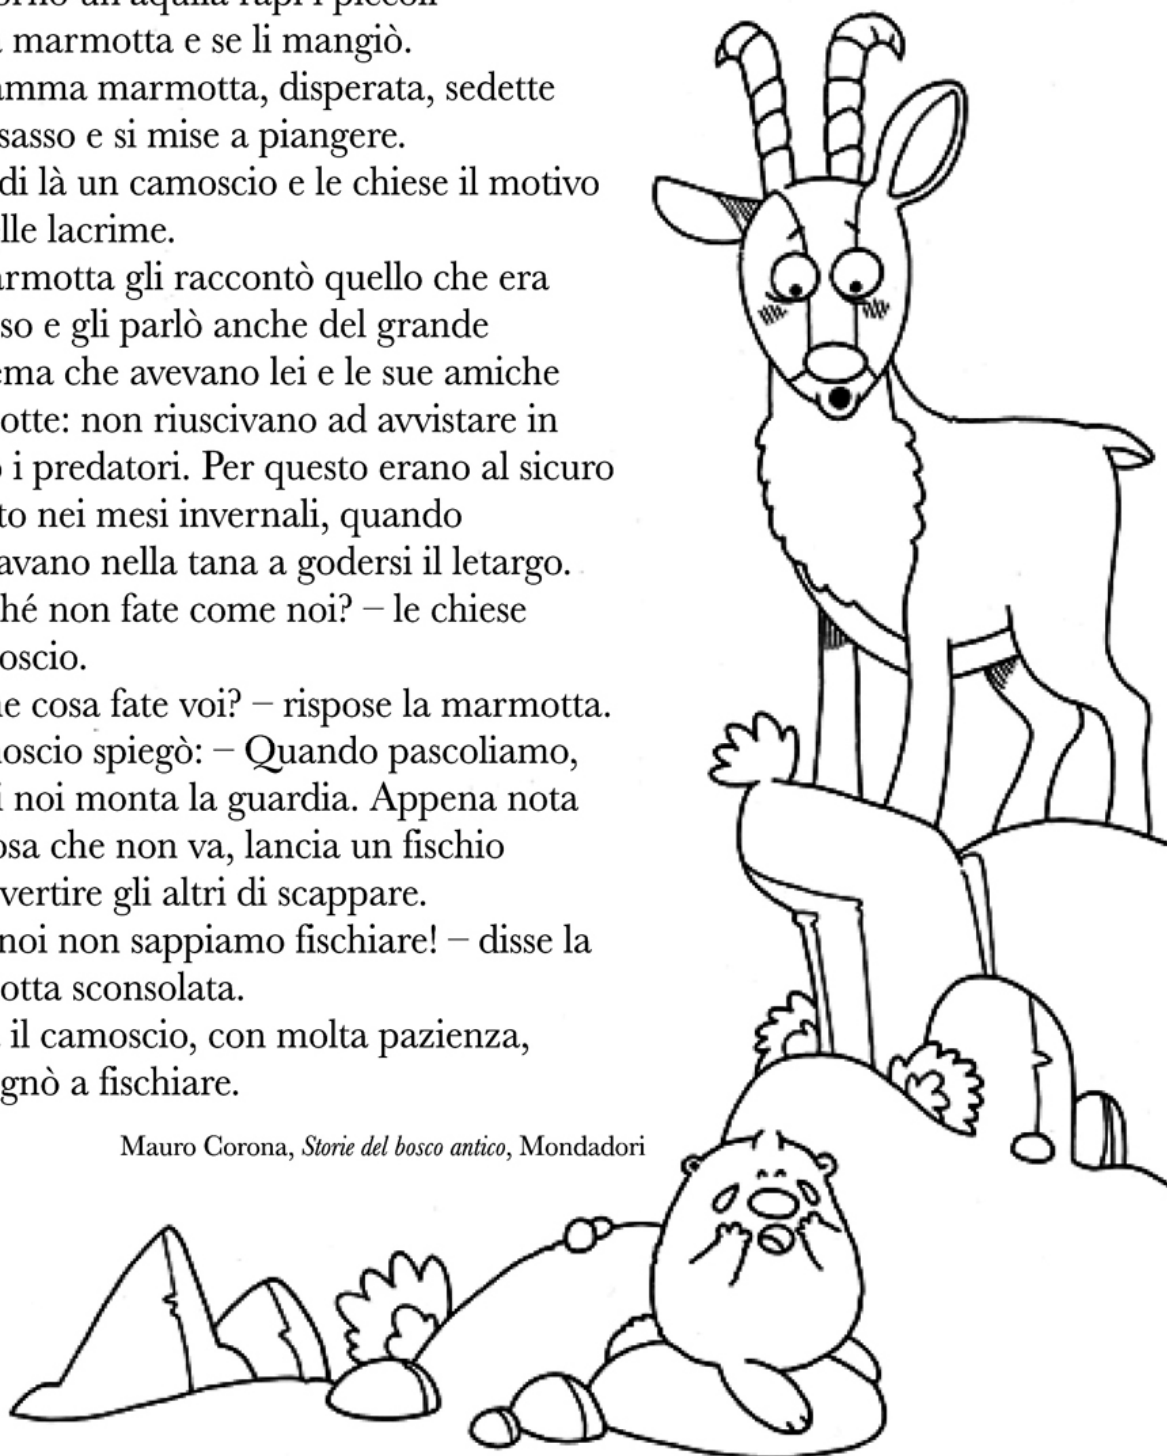 un'aquila rapì i piccoli
marmotta e se li mangiò.
marmotta, disperata, sedette
sasso e si mise a piangere.
di là un camoscio e le chiese il motivo
lle lacrime.
armotta gli raccontò quello che era
so e gli parlò anche del grande
ema che avevano lei e le sue amiche
otte: non riuscivano ad avvistare in
i predatori. Per questo erano al sicuro
to nei mesi invernali, quando
avano nella tana a godersi il letargo.
hé non fate come noi? – le chiese
oscio.
e cosa fate voi? – rispose la marmotta.
oscio spiegò: – Quando pascoliamo,
i noi monta la guardia. Appena nota
osa che non va, lancia un fischio
vertire gli altri di scappare.
noi non sappiamo fischiare! – disse la
otta sconsolata.
il camoscio, con molta pazienza,
gnò a fischiare.
Mauro Corona, Storie del bosco antico, Mondadori